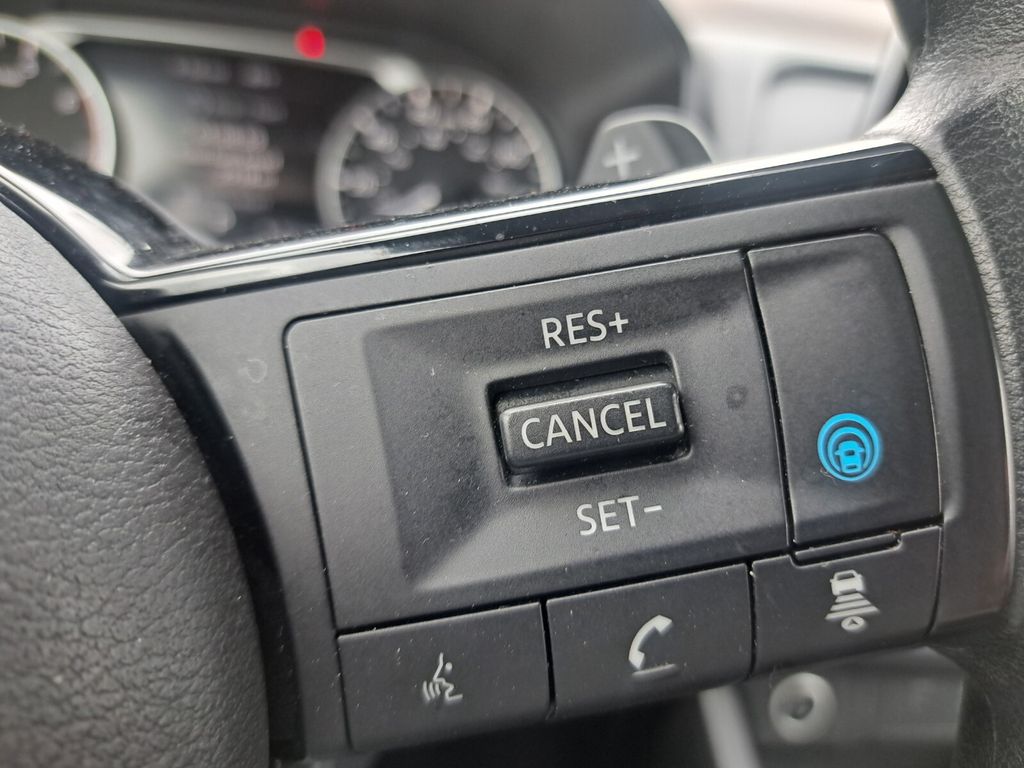 +
RES+
CANCEL
SET-